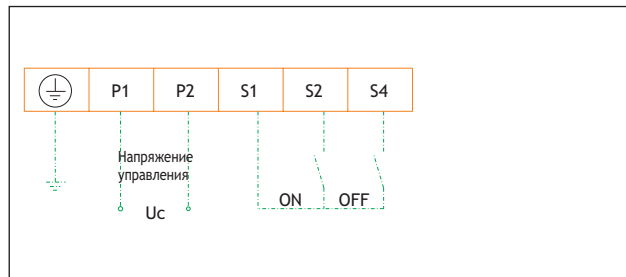 P1 P2 S1 S2 S4
Напряжение
управления
Uc
ON OFF